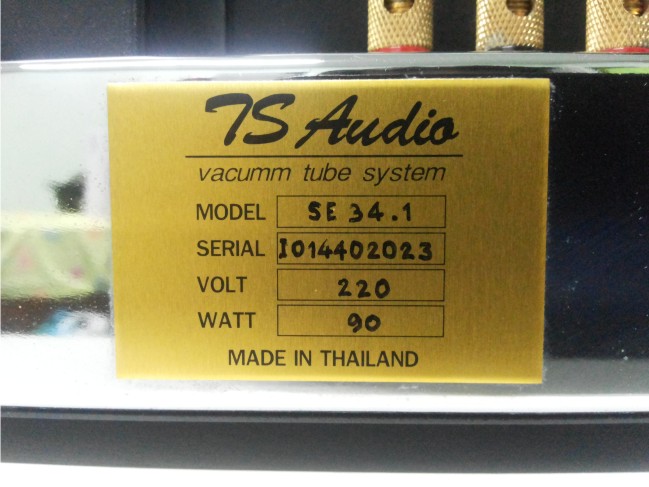 TS Audio
vacumm tube system
MODEL SE 34.1
SERIAL I014402023
VOLT 220
WATT 90
MADE IN THAILAND